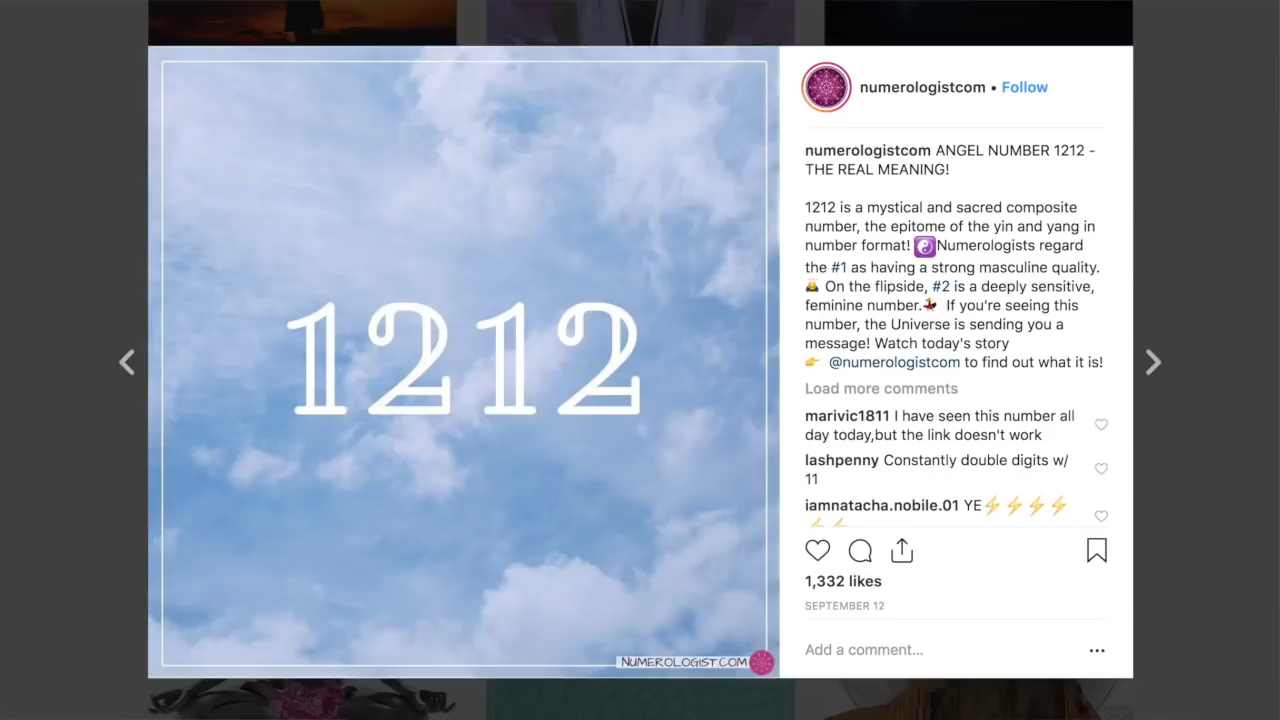 1212
NUMEROLOGIST.COM
numerologistcom • Follow
numerologistcom ANGEL NUMBER 1212 -
THE REAL MEANING!
1212 is a mystical and sacred composite
number, the epitome of the yin and yang in
number format! ☯️Numerologists regard
the #1 as having a strong masculine quality.
On the flipside, #2 is a deeply sensitive,
feminine number. If you're seeing this
number, the Universe is sending you a
message! Watch today's story
👉 @numerologistcom to find out what it is!
Load more comments
marivic1811 I have seen this number all
day today,but the link doesn't work
lashpenny Constantly double digits w/
11
iamnatacha.nobile.01 YE⚡⚡⚡⚡
⚡⚡
1,332 likes
SEPTEMBER 12
Add a comment...